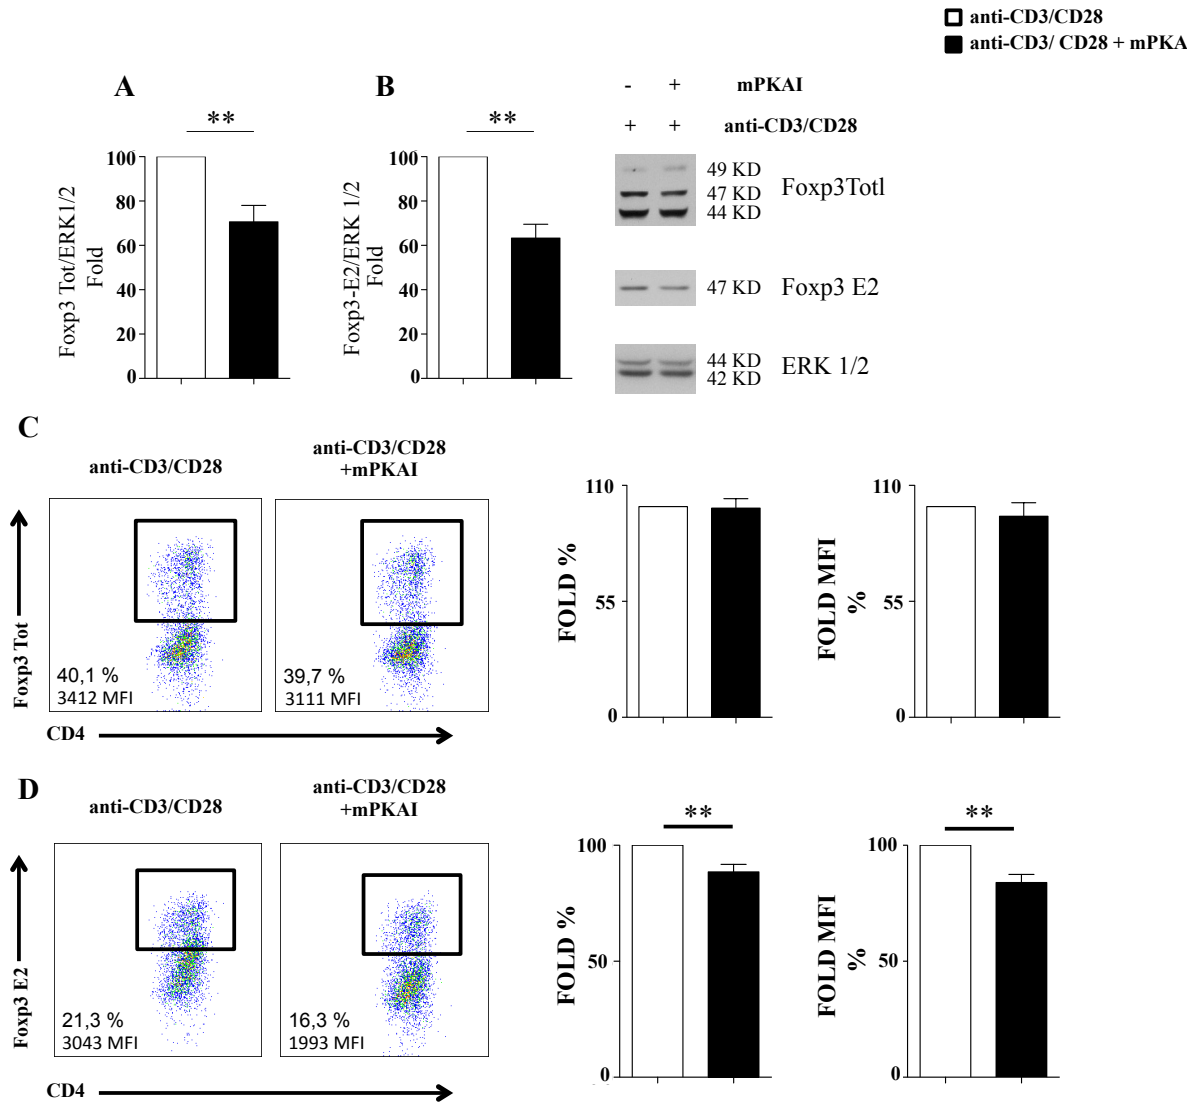 anti-CD3/CD28
anti-CD3/ CD28 + mPKA
A
**
Foxp3 Tot/ERK1/2
Fold
100
80
60
40
20
0
B
**
Foxp3-E2/ERK 1/2
Fold
100
80
60
40
20
0
- + mPKAI
+ + anti-CD3/CD28
49 KD
47 KD
44 KD
Foxp3Totl
47 KD
Foxp3 E2
44 KD
42 KD
ERK 1/2
C
anti-CD3/CD28
anti-CD3/CD28
+mPKAI
Foxp3 Tot
40,1 %
3412 MFI
39,7 %
3111 MFI
CD4
FOLD %
110
55
0
FOLD MFI
%
110
55
0
D
anti-CD3/CD28
anti-CD3/CD28
+mPKAI
Foxp3 E2
21,3 %
3043 MFI
16,3 %
1993 MFI
CD4
**
FOLD %
100
50
0
**
FOLD MFI
%
100
50
0